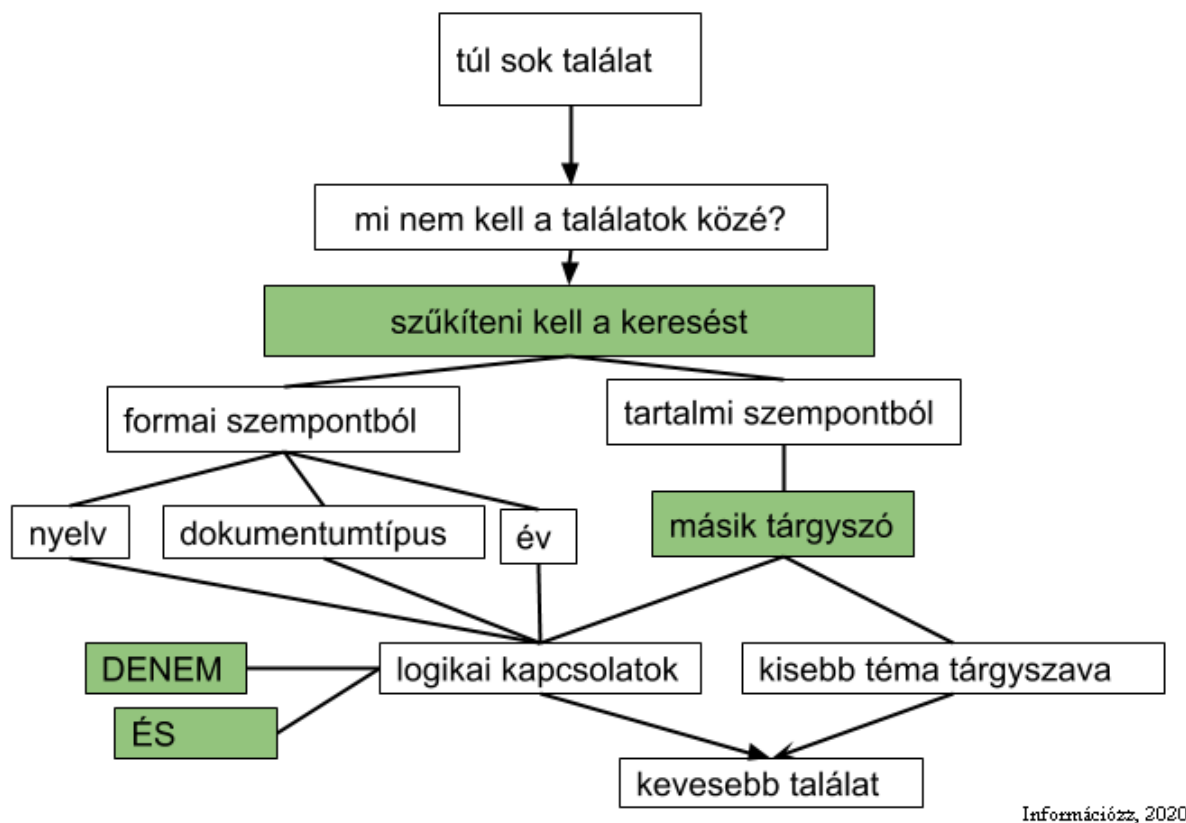 túl sok találat
mi nem kell a találatok közé?
szűkíteni kell a keresést
formai szempontból
tartalmi szempontból
nyelv
dokumentumtípus
év
másik tárgyszó
DENEM
logikai kapcsolatok
kisebb téma tárgyszava
ÉS
kevesebb találat
Információzz, 2020